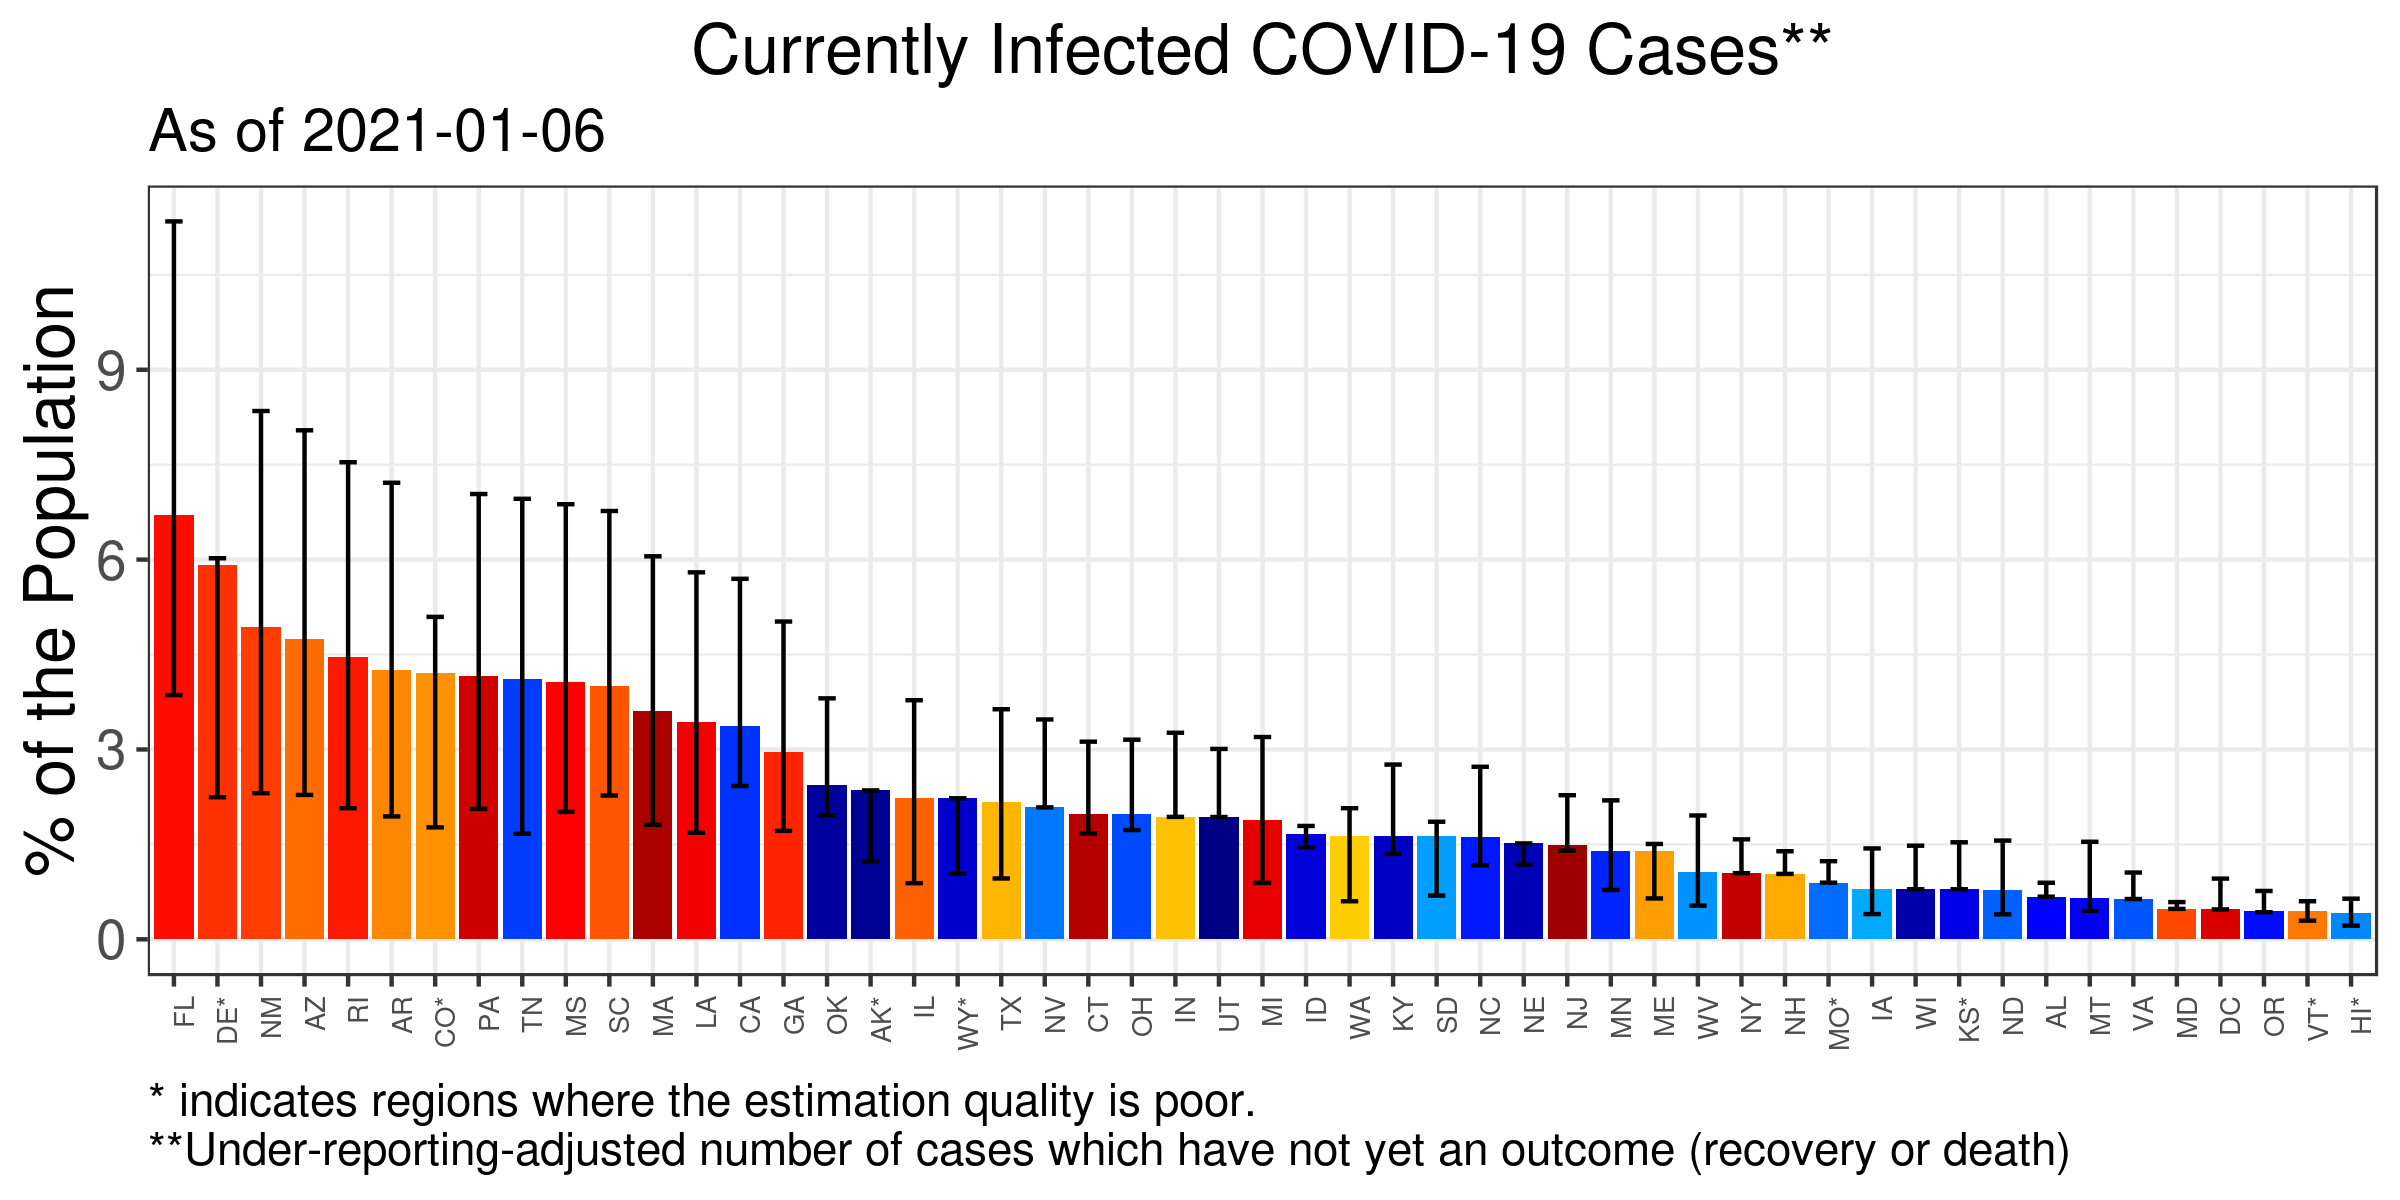 Currently Infected COVID-19 Cases**
As of 2021-01-06
% of the Population
9
6
3
0
FL DE* NM AZ RI AR CO* PA TN MS SC MA LA CA GA OK AK* IL WY* TX NV CT OH IN UT MI ID WA KY SD NC NE NJ MN ME WV NY NH MO* IA WI KS* ND AL MT VA MD DC OR VT* HI*
* indicates regions where the estimation quality is poor.
**Under-reporting-adjusted number of cases which have not yet an outcome (recovery or death)